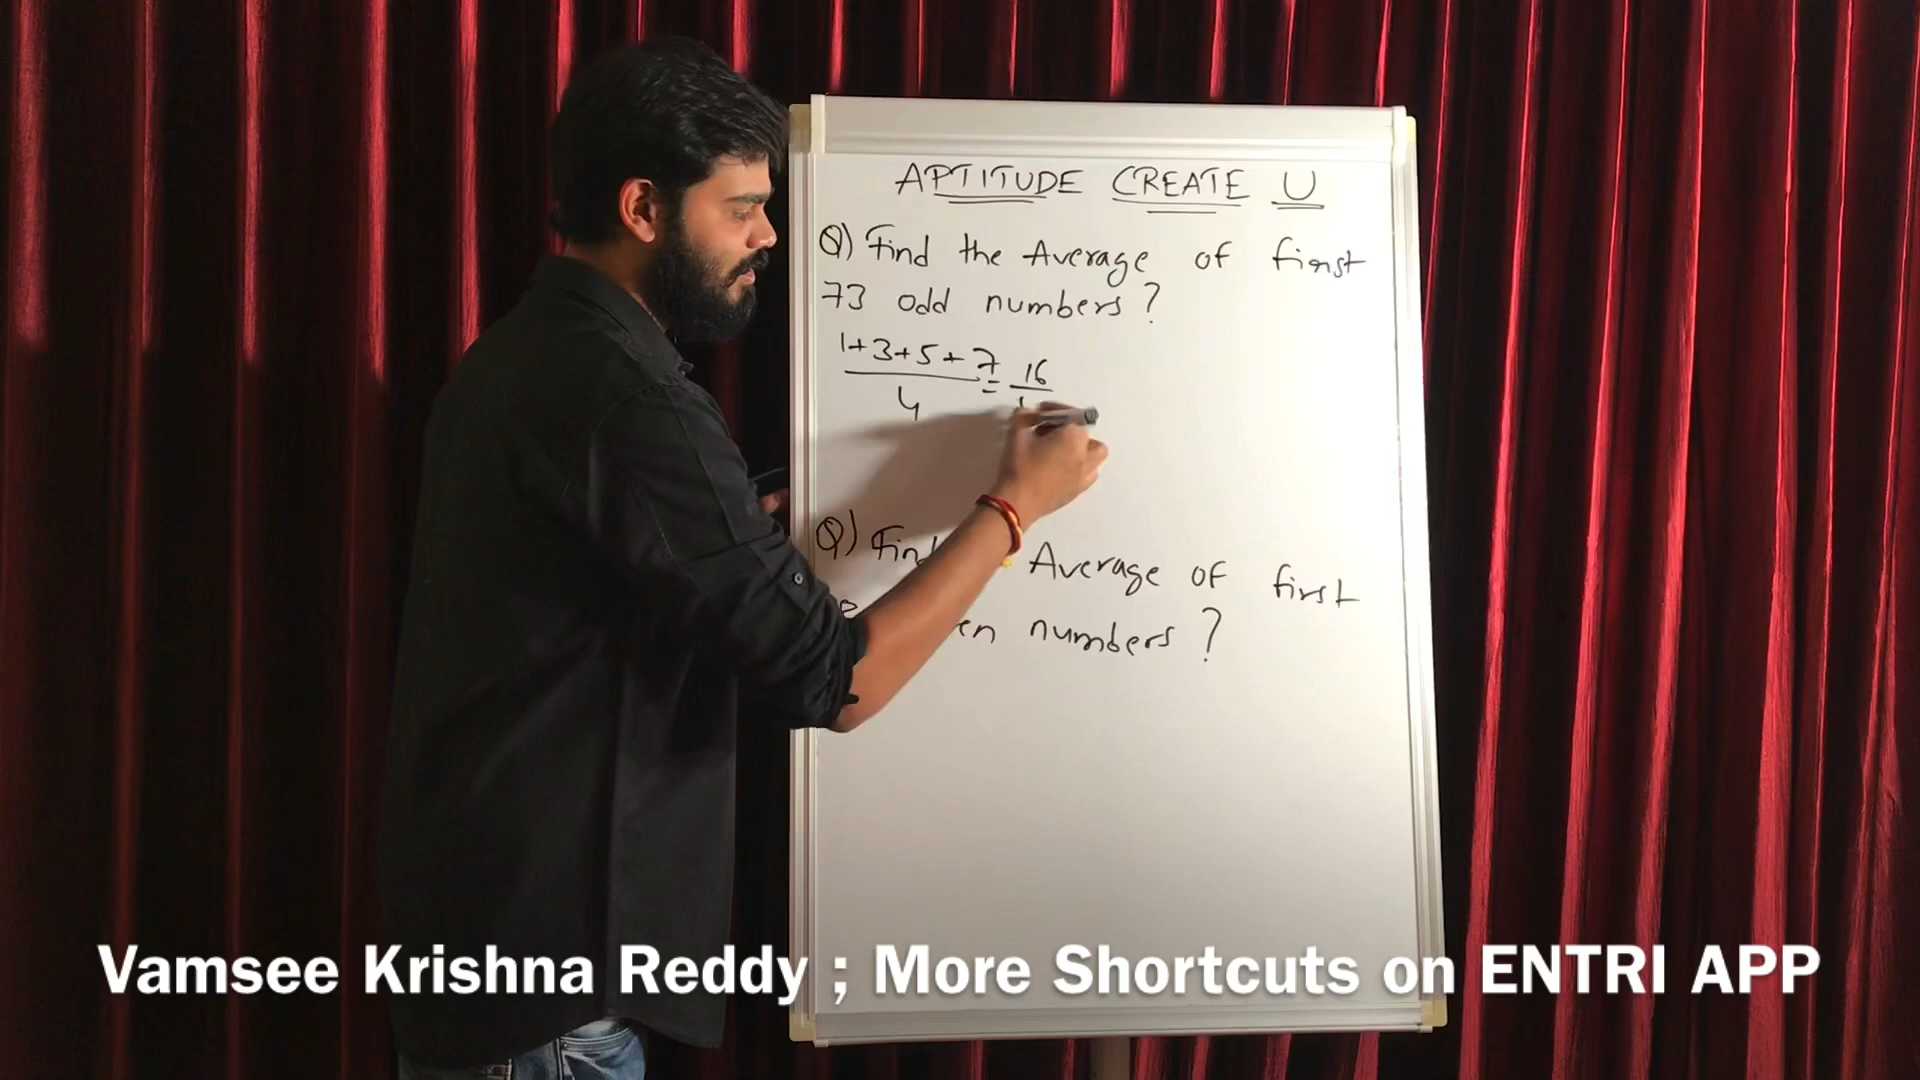 APTITUDE CREATE U
Q) Find the Average of first
73 odd numbers ?
1+3+5+7 = 16
4
Q) Find Average of first
numbers ?
Vamsee Krishna Reddy ; More Shortcuts on ENTRI APP